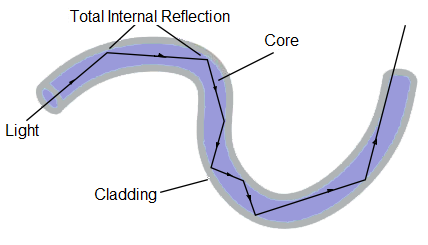 Total Internal Reflection
Core
Light
Cladding